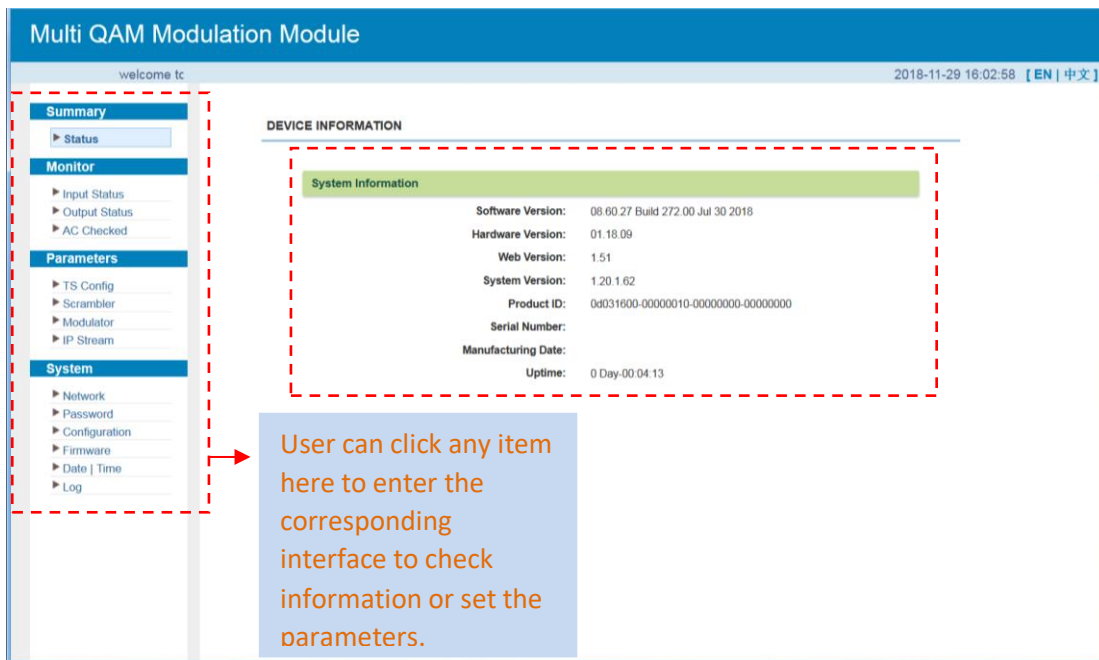 Multi QAM Modulation Module
welcome to
2018-11-29 16:02:58 [ EN | 中文 ]
Summary
Status
Monitor
Input Status
Output Status
AC Checked
Parameters
TS Config
Scrambler
Modulator
IP Stream
System
Network
Password
Configuration
Firmware
Date | Time
Log
DEVICE INFORMATION
System Information
Software Version: 08.60.27 Build 272.00 Jul 30 2018
Hardware Version: 01.18.09
Web Version: 1.51
System Version: 1.20.1.62
Product ID: 0d031600-00000010-00000000-00000000
Serial Number:
Manufacturing Date:
Uptime: 0 Day-00:04:13
User can click any item
here to enter the
corresponding
interface to check
information or set the
parameters.